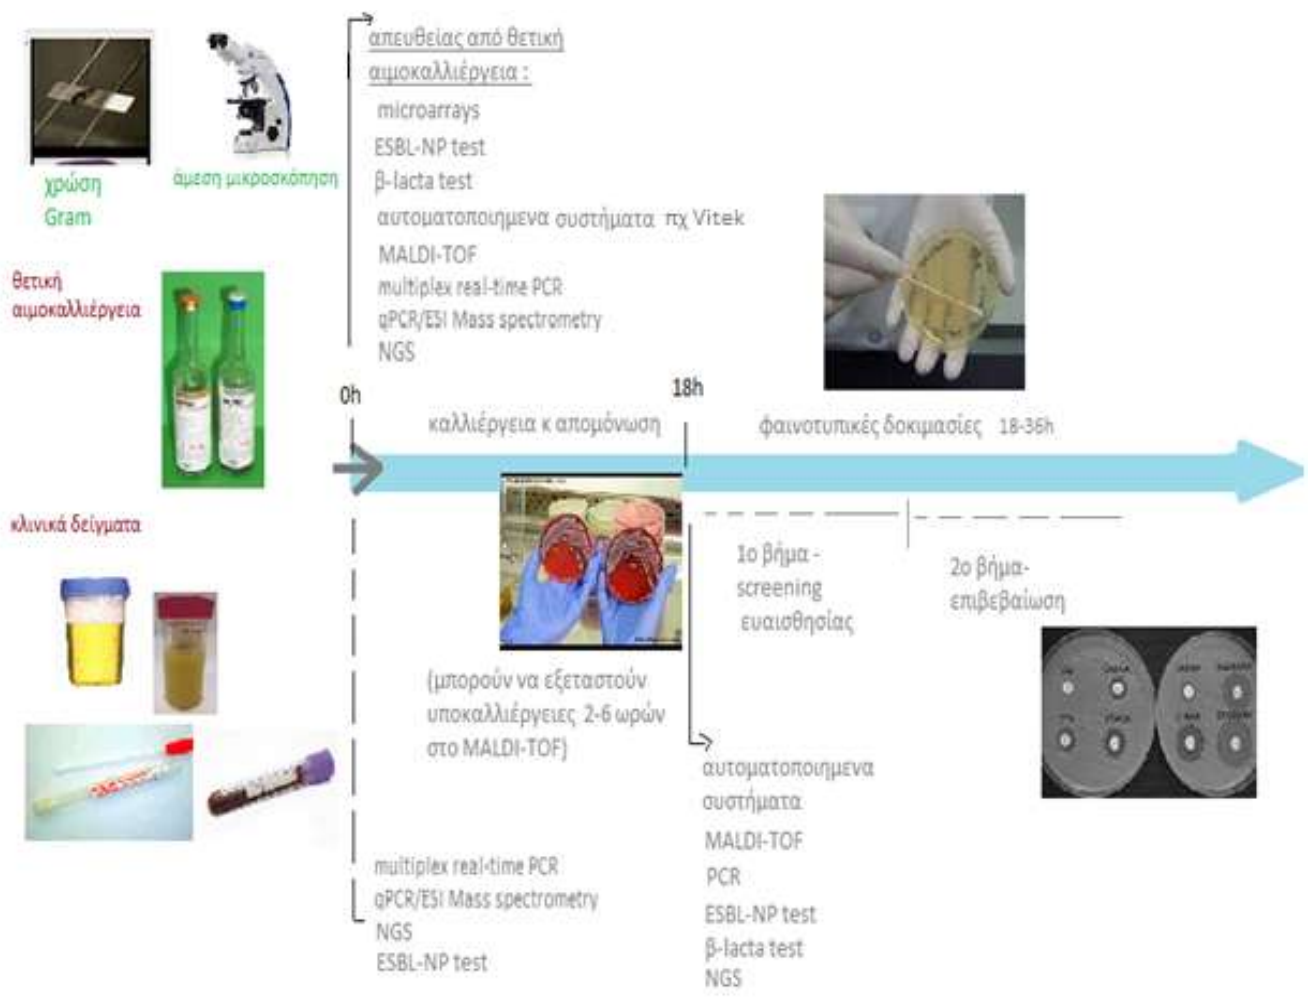 απευθείας από θετική
αιμοκαλλιέργεια :
microarrays
ESBL-NP test
β-lacta test
αυτοματοποιημενα συστήματα πχ Vitek
MALDI-TOF
multiplex real-time PCR
qPCR/ESI Mass spectrometry
NGS
χρώση
Gram
άμεση μικροσκόπηση
θετική
αιμοκαλλιέργεια
0h
18h
καλλιέργεια κ απομόνωση
φαινοτυπικές δοκιμασίες 18-36h
κλινικά δείγματα
1ο βήμα -
screening
ευαισθησίας
2ο βήμα-
επιβεβαίωση
(μπορούν να εξεταστούν
υποκαλλιέργειες 2-6 ωρών
στο MALDI-TOF)
αυτοματοποιημενα
συστήματα
MALDI-TOF
PCR
ESBL-NP test
β-lacta test
NGS
multiplex real-time PCR
qPCR/ESI Mass spectrometry
NGS
ESBL-NP test